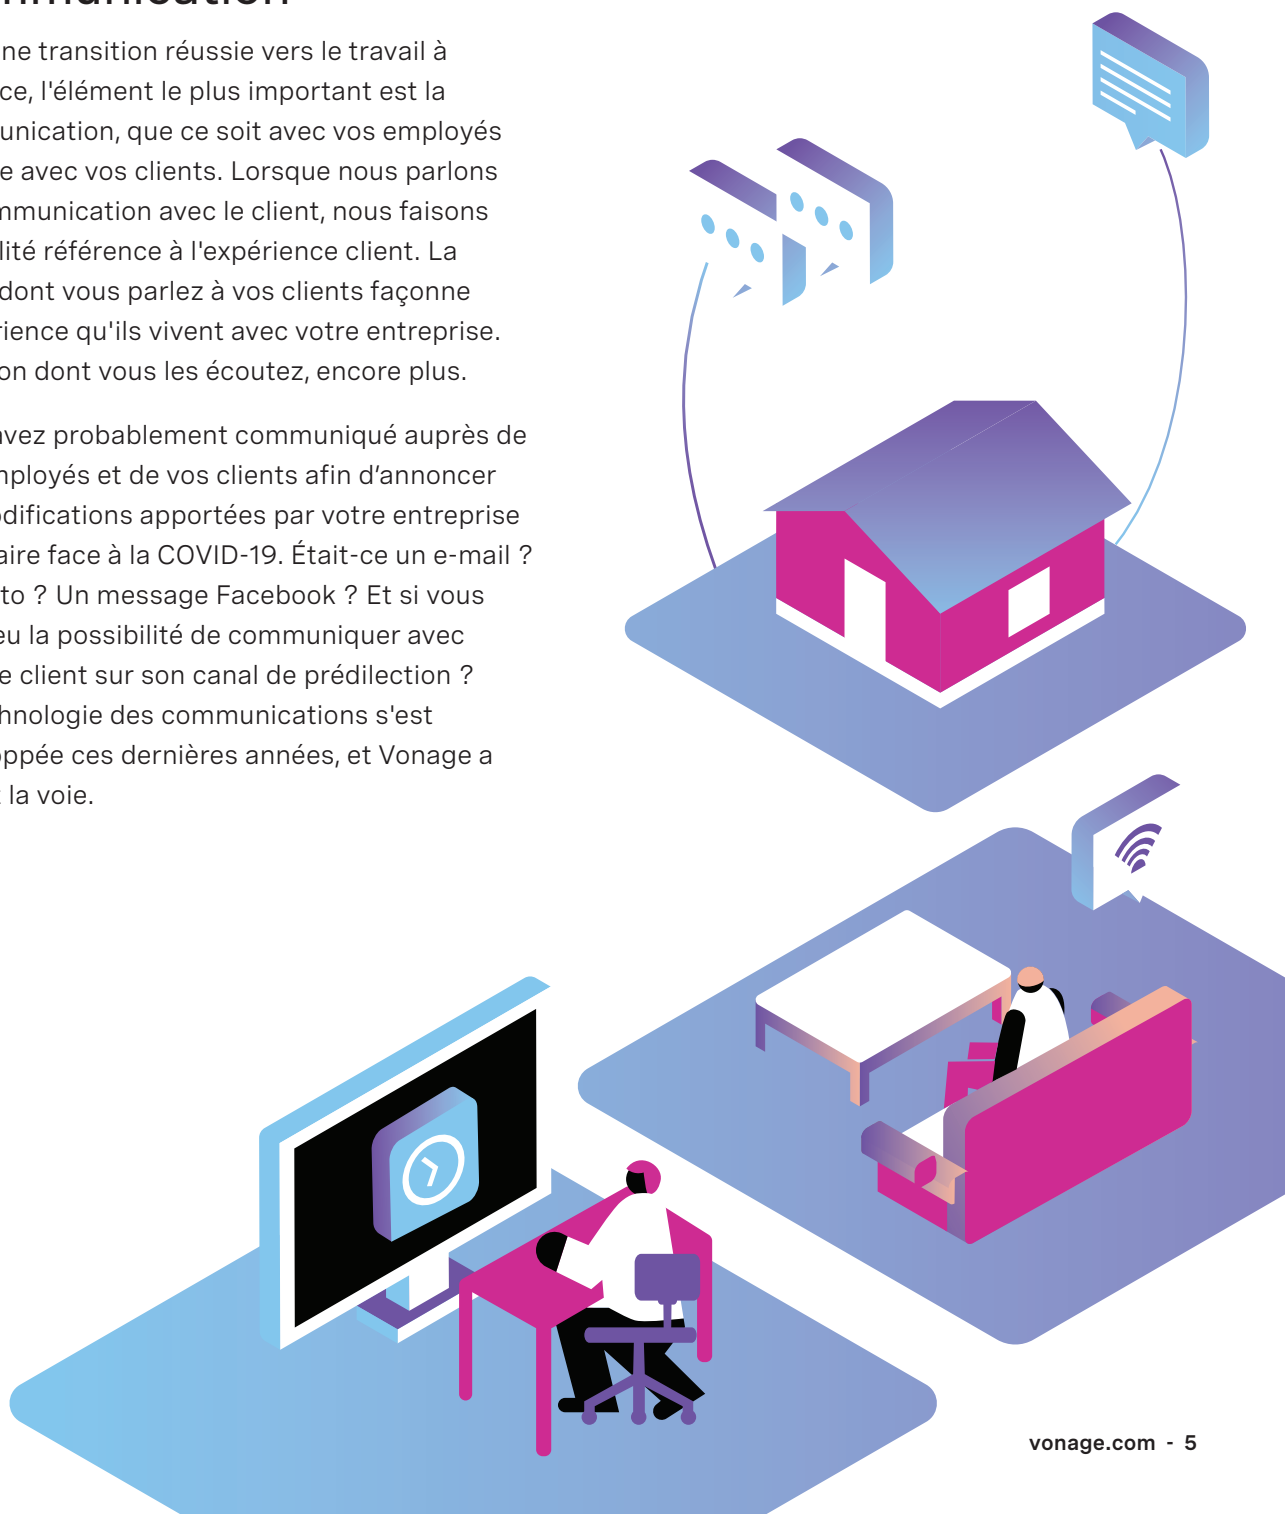 mmunication
ne transition réussie vers le travail à
ce, l'élément le plus important est la
unication, que ce soit avec vos employés
e avec vos clients. Lorsque nous parlons
mmunication avec le client, nous faisons
lité référence à l'expérience client. La
dont vous parlez à vos clients façonne
rience qu'ils vivent avec votre entreprise.
on dont vous les écoutez, encore plus.
avez probablement communiqué auprès de
nployés et de vos clients afin d’annoncer
odifications apportées par votre entreprise
aire face à la COVID-19. Était-ce un e-mail ?
to ? Un message Facebook ? Et si vous
eu la possibilité de communiquer avec
e client sur son canal de prédilection ?
hnologie des communications s'est
oppée ces dernières années, et Vonage a
la voie.
vonage.com - 5